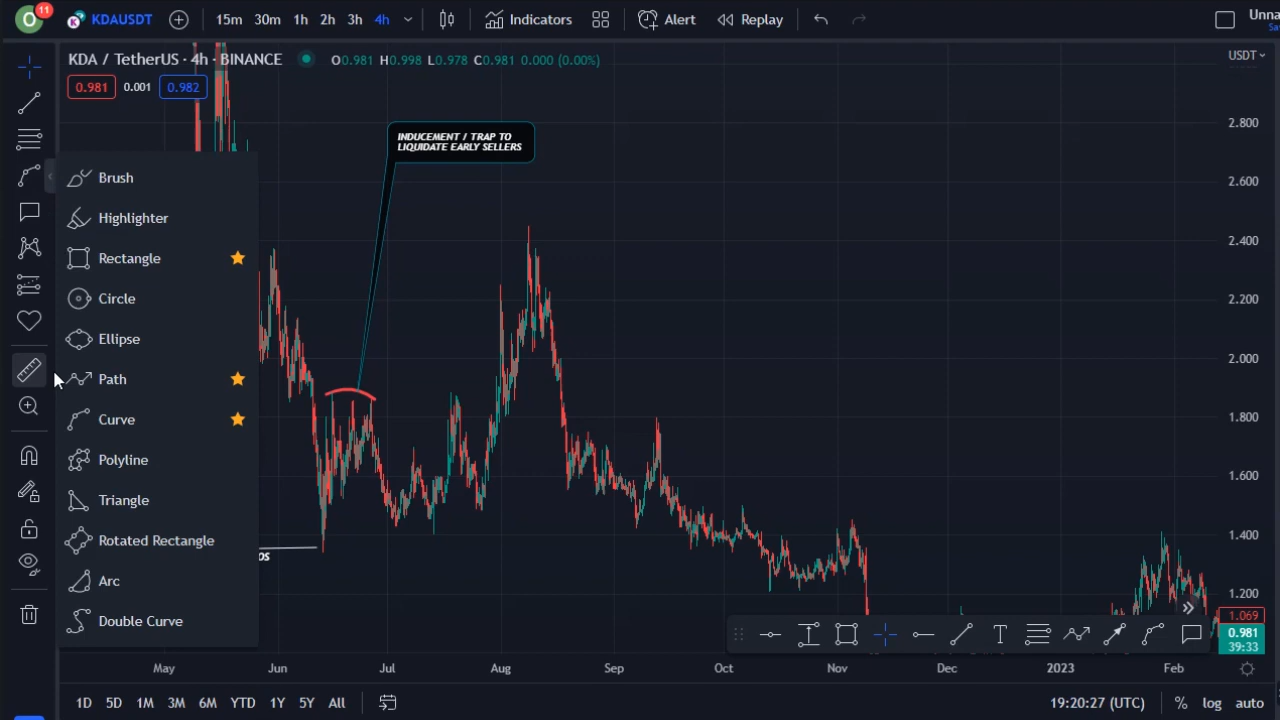 11
KDAUSDT
15m 30m 1h 2h 3h 4h
Indicators
Alert
Replay
Unna
KDA / TetherUS · 4h · BINANCE
O0.981 H0.998 L0.978 C0.981 0.000 (0.00%)
USDT
0.981 0.001 0.982
INDUCEMENT / TRAP TO
LIQUIDATE EARLY SELLERS
Brush
Highlighter
Rectangle
Circle
Ellipse
Path
Curve
Polyline
Triangle
Rotated Rectangle
Arc
Double Curve
OS
2.800
2.600
2.400
2.200
2.000
1.800
1.600
1.400
1.200
1.069
0.981
39:33
May Jun Jul Aug Sep Oct Nov Dec 2023 Feb
1D 5D 1M 3M 6M YTD 1Y 5Y All
19:20:27 (UTC) % log auto